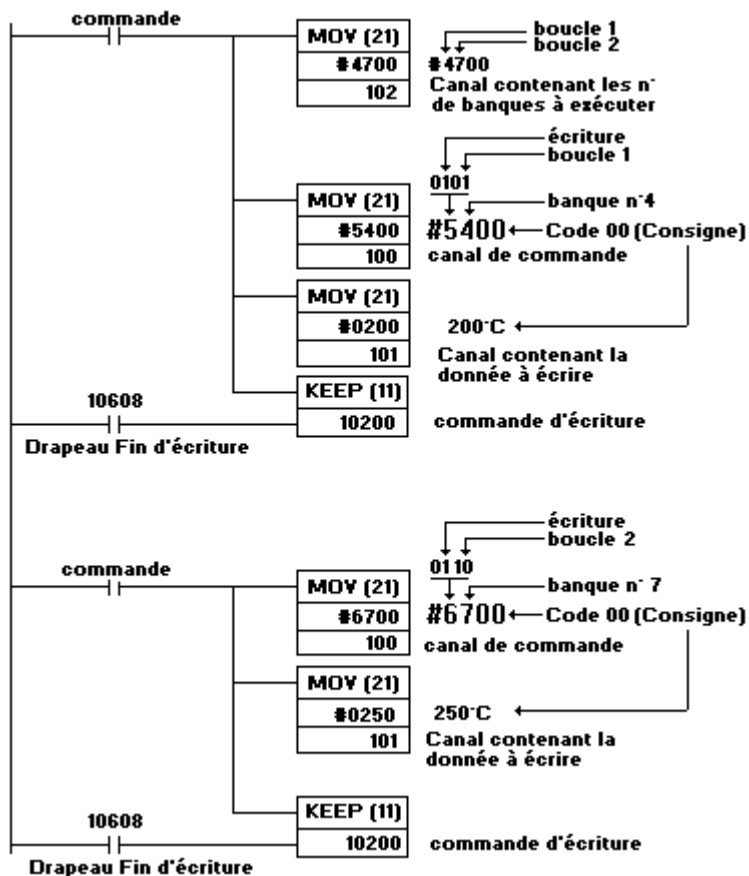 commande
MOV (21)
#4700
102
boucle 1
boucle 2
#4700
Canal contenant les n°
de banques à exécuter
écriture
boucle 1
0101
MOV (21)
#5400
100
banque n°4
#5400
Code 00 (Consigne)
canal de commande
MOV (21)
#0200
101
200°C
Canal contenant la
donnée à écrire
KEEP (11)
10200
10608
Drapeau Fin d'écriture
commande d'écriture
écriture
boucle 2
0110
commande
MOV (21)
#6700
100
banque n° 7
#6700
Code 00 (Consigne)
canal de commande
MOV (21)
#0250
101
250°C
Canal contenant la
donnée à écrire
KEEP (11)
10200
10608
Drapeau Fin d'écriture
commande d'écriture